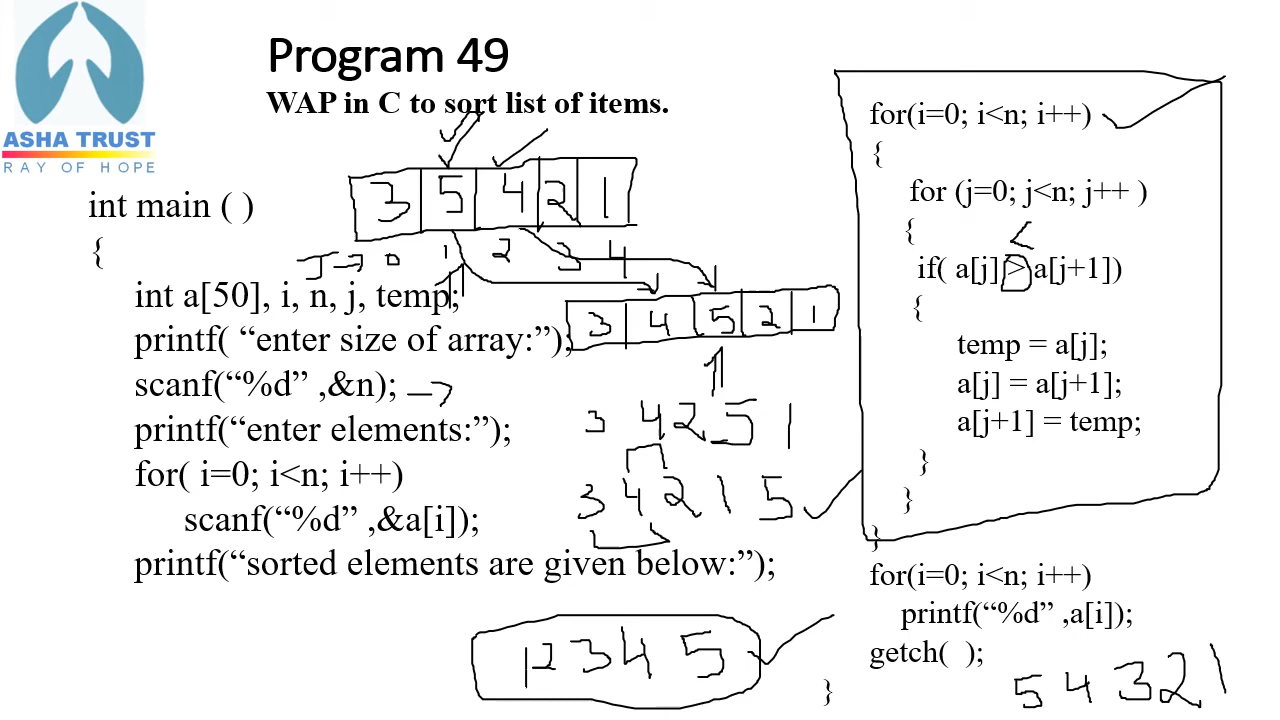 ASHA TRUST
RAY OF HOPE
Program 49
WAP in C to sort list of items.
3 5 4 2 1
J → 0 1 2 3 4
int main ( )
{
int a[50], i, n, j, temp;
printf( “enter size of array:”);
scanf(“%d” ,&n);
printf(“enter elements:”);
for( i=0; i<n; i++)
scanf(“%d” ,&a[i]);
printf(“sorted elements are given below:”);
3 4 5 2 1
3 4 2 5 1
3 4 2 1 5
1 2 3 4 5
for(i=0; i<n; i++)
{
for (j=0; j<n; j++ )
{
<
if( a[j] > a[j+1])
{
temp = a[j];
a[j] = a[j+1];
a[j+1] = temp;
}
}
}
for(i=0; i<n; i++)
printf(“%d” ,a[i]);
getch( );
5 4 3 2 1
}